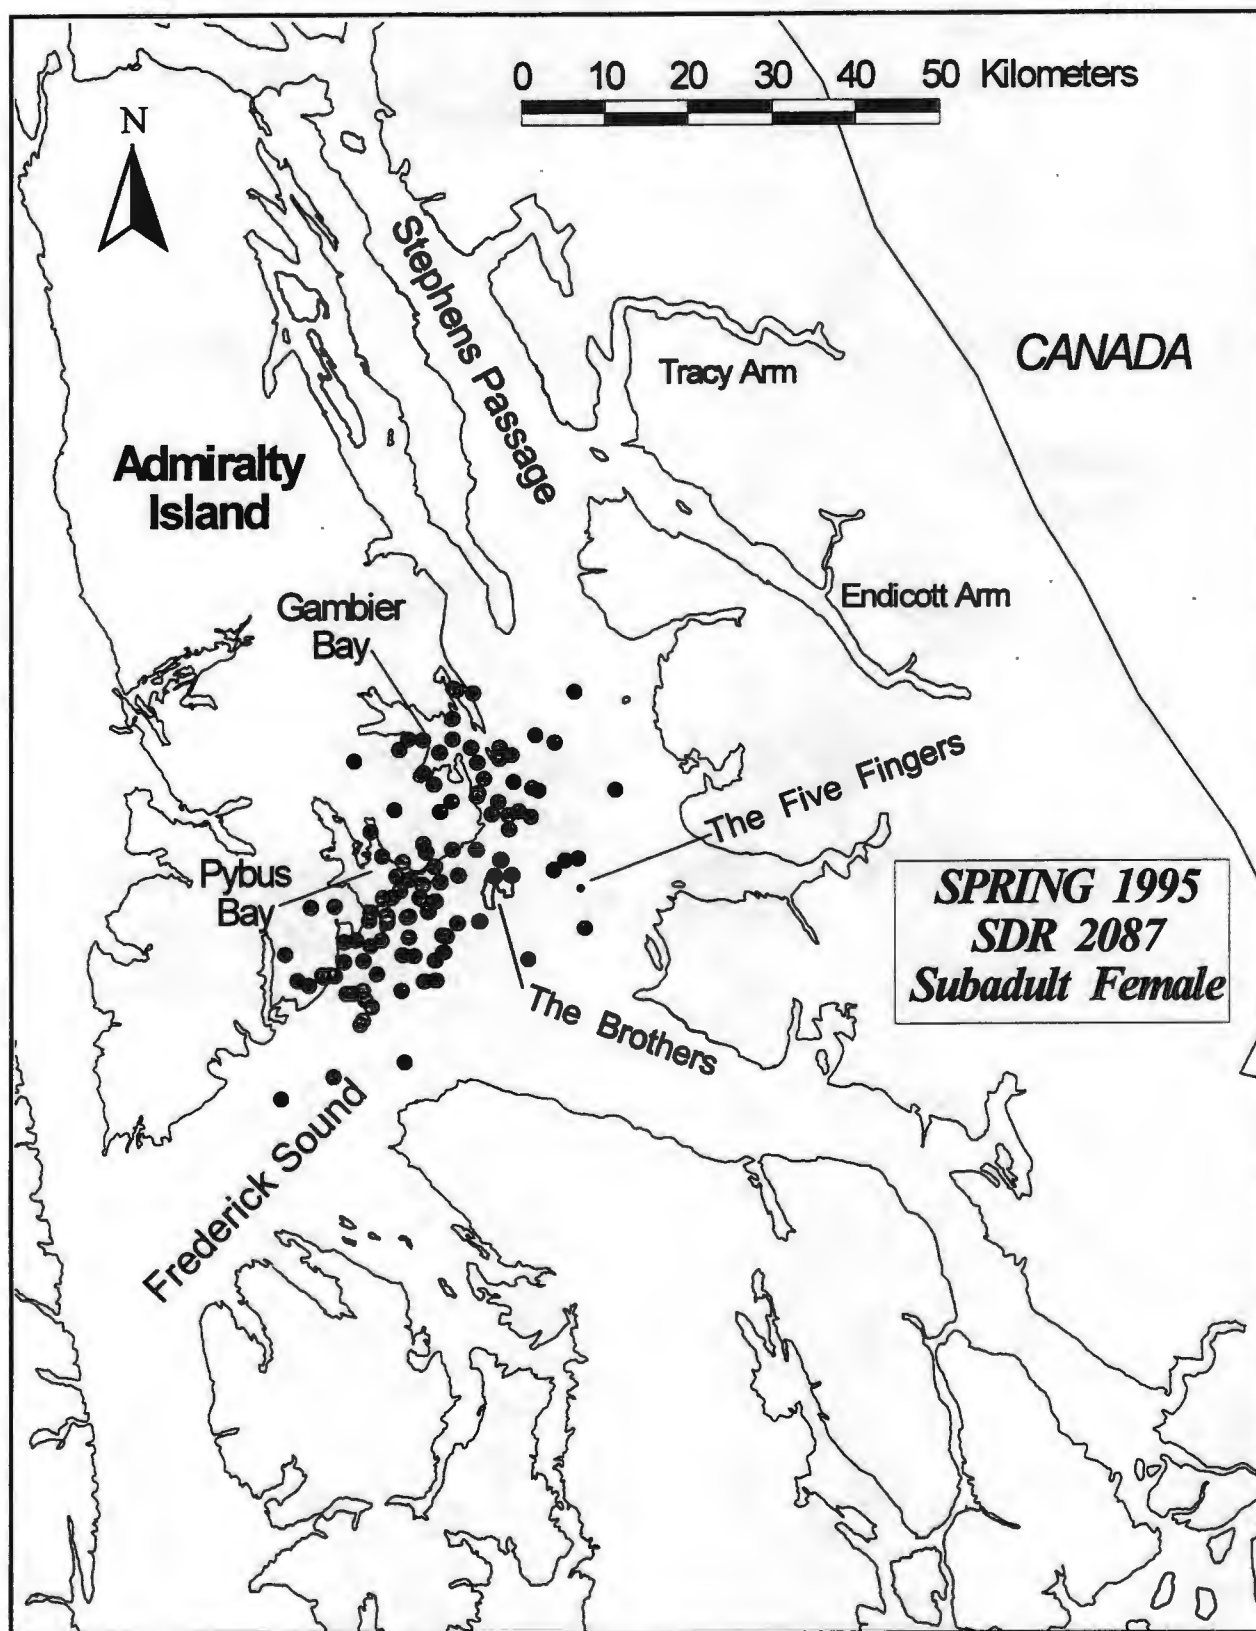 0 10 20 30 40 50 Kilometers
N
Stephens Passage
Tracy Arm
CANADA
Admiralty
Island
Endicott Arm
Gambier
Bay
The Five Fingers
Pybus
Bay
SPRING 1995
SDR 2087
Subadult Female
The Brothers
Frederick Sound